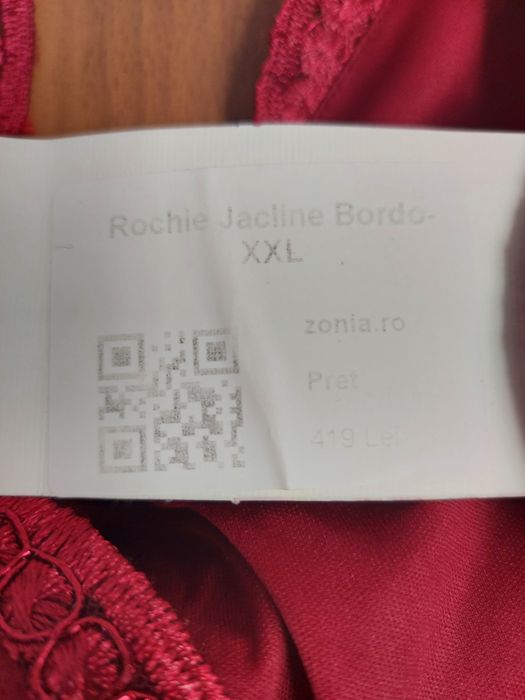 Rochie Jacline Bordo-
XXL
zonia.ro
Pret
419 Lei